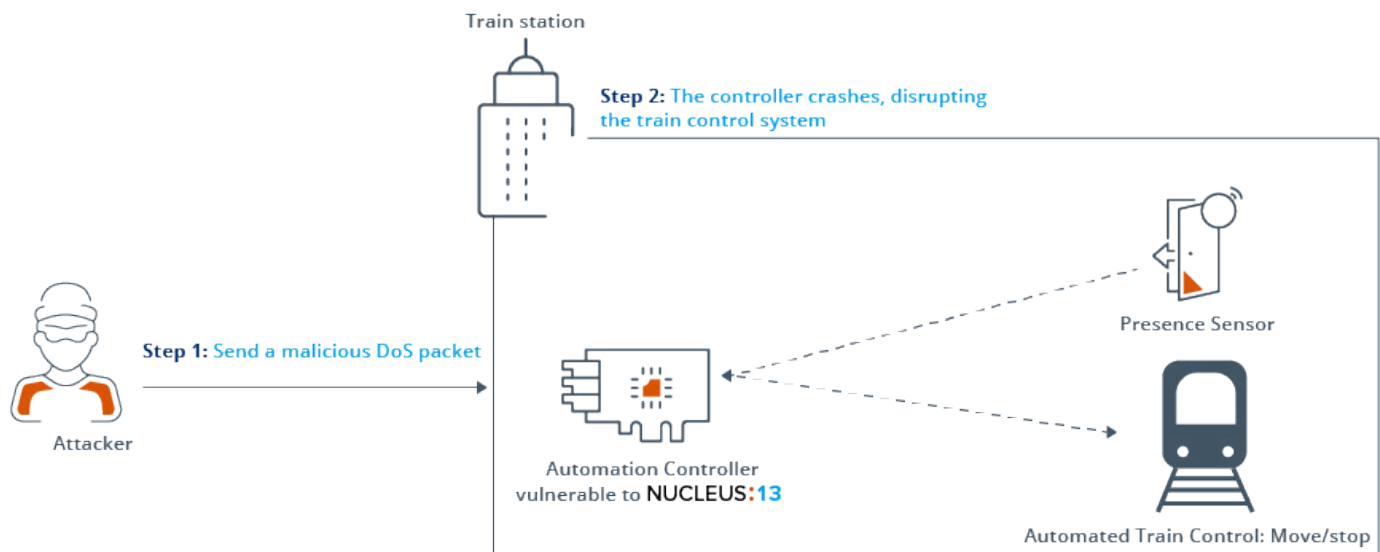 Train station
Step 2: The controller crashes, disrupting
the train control system
Presence Sensor
Step 1: Send a malicious DoS packet
Attacker
Automation Controller
vulnerable to NUCLEUS:13
Automated Train Control: Move/stop